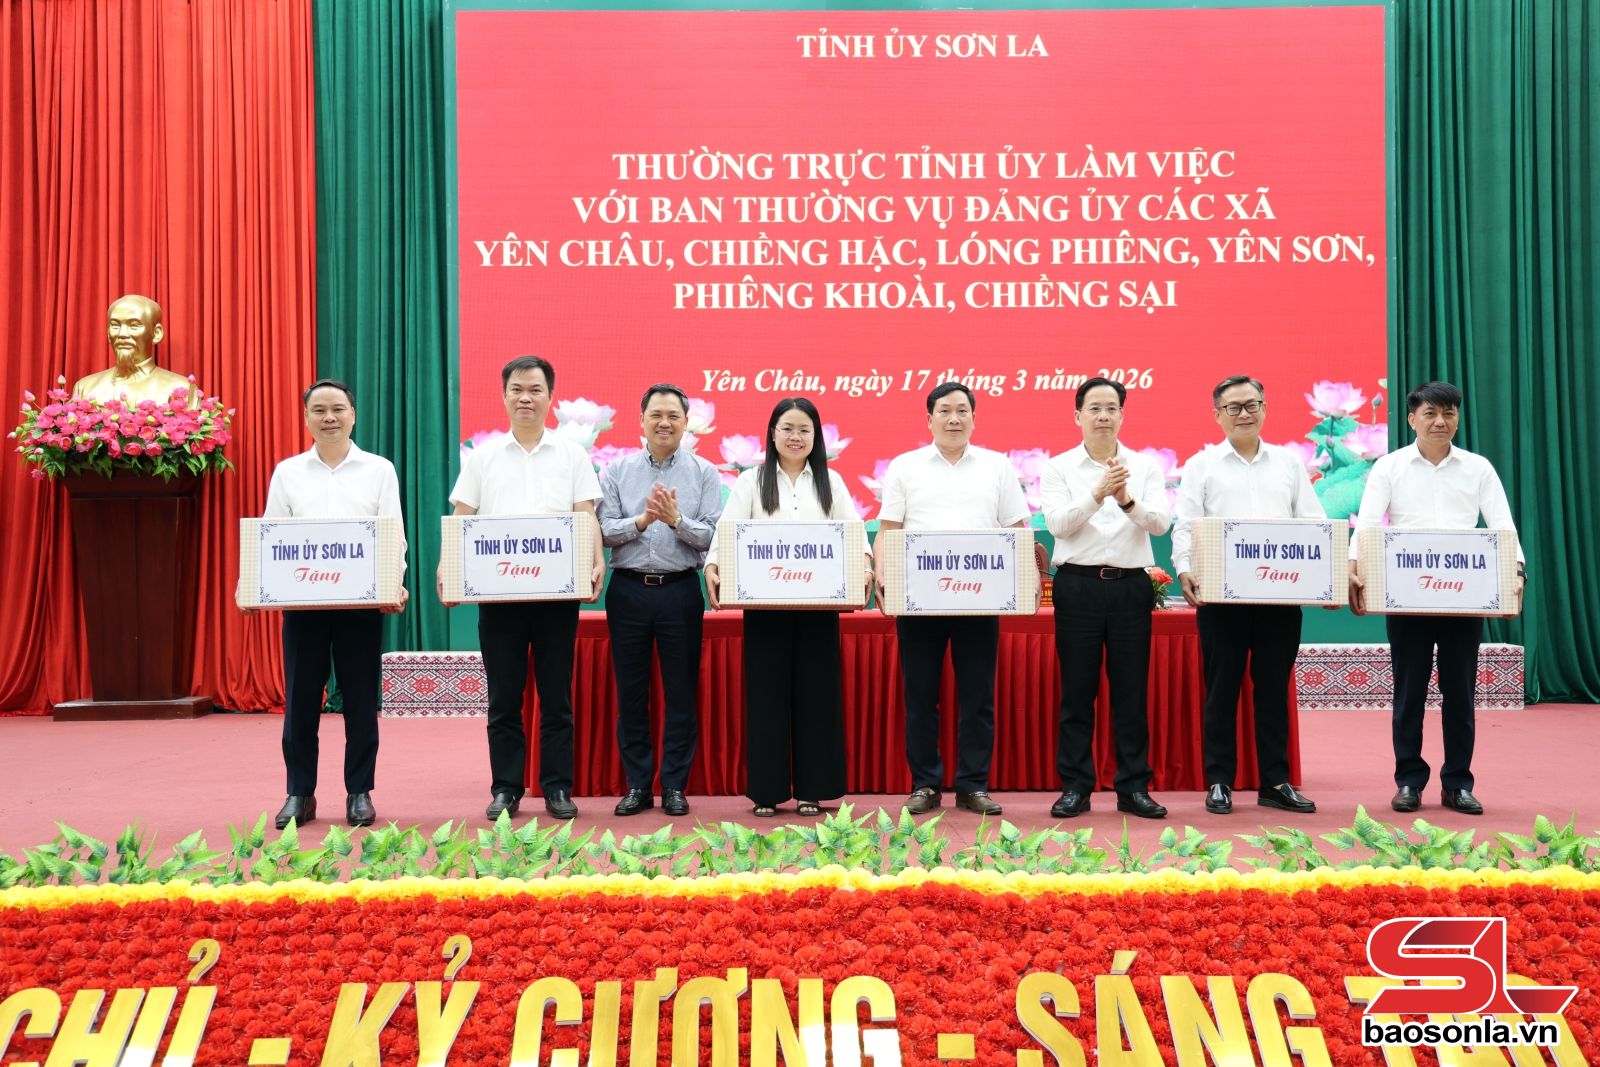 TỈNH ỦY SƠN LA
THƯỜNG TRỰC TỈNH ỦY LÀM VIỆC
VỚI BAN THƯỜNG VỤ ĐẢNG ỦY CÁC XÃ
YÊN CHÂU, CHIỀNG HẶC, LÓNG PHIÊNG, YÊN SƠN,
PHIÊNG KHOÀI, CHIỀNG SẠI
Yên Châu, ngày 17 tháng 3 năm 2026
TỈNH ỦY SƠN LA
Tặng
TỈNH ỦY SƠN LA
Tặng
TỈNH ỦY SƠN LA
Tặng
TỈNH ỦY SƠN LA
Tặng
TỈNH ỦY SƠN LA
Tặng
TỈNH ỦY SƠN LA
Tặng
CHỦ - KỶ CƯƠNG - SÁNG TẠO
SL
baosonla.vn